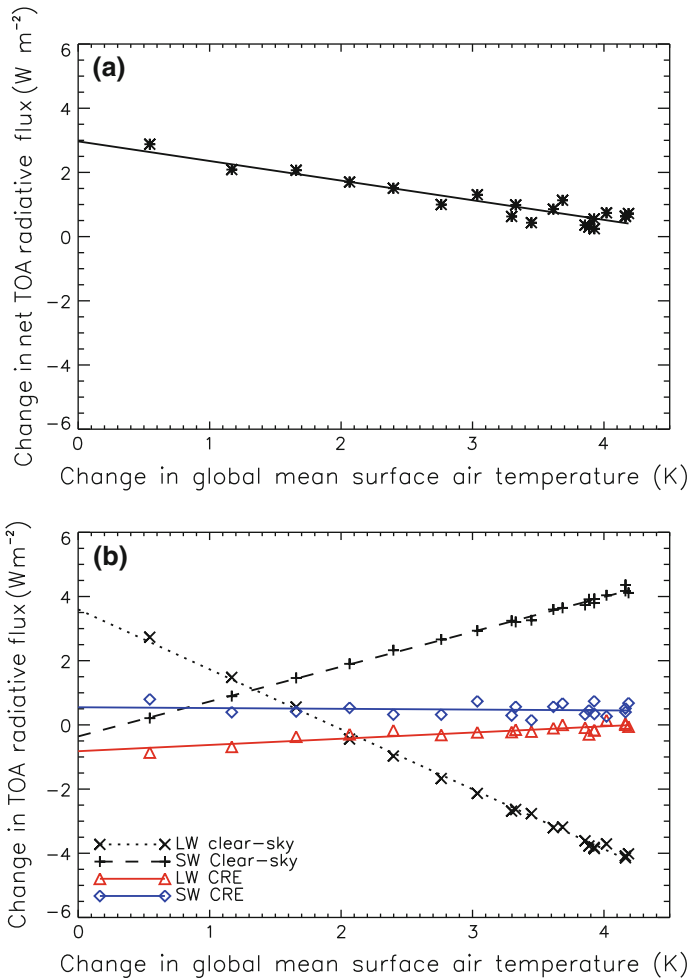 (a)
Change in net TOA radiative flux (W m⁻²)
6
4
2
0
-2
-4
-6
0 1 2 3 4
Change in global mean surface air temperature (K)
(b)
Change in TOA radiative flux (Wm⁻²)
6
4
2
0
-2
-4
-6
LW clear-sky
SW Clear-sky
LW CRE
SW CRE
0 1 2 3 4
Change in global mean surface air temperature (K)